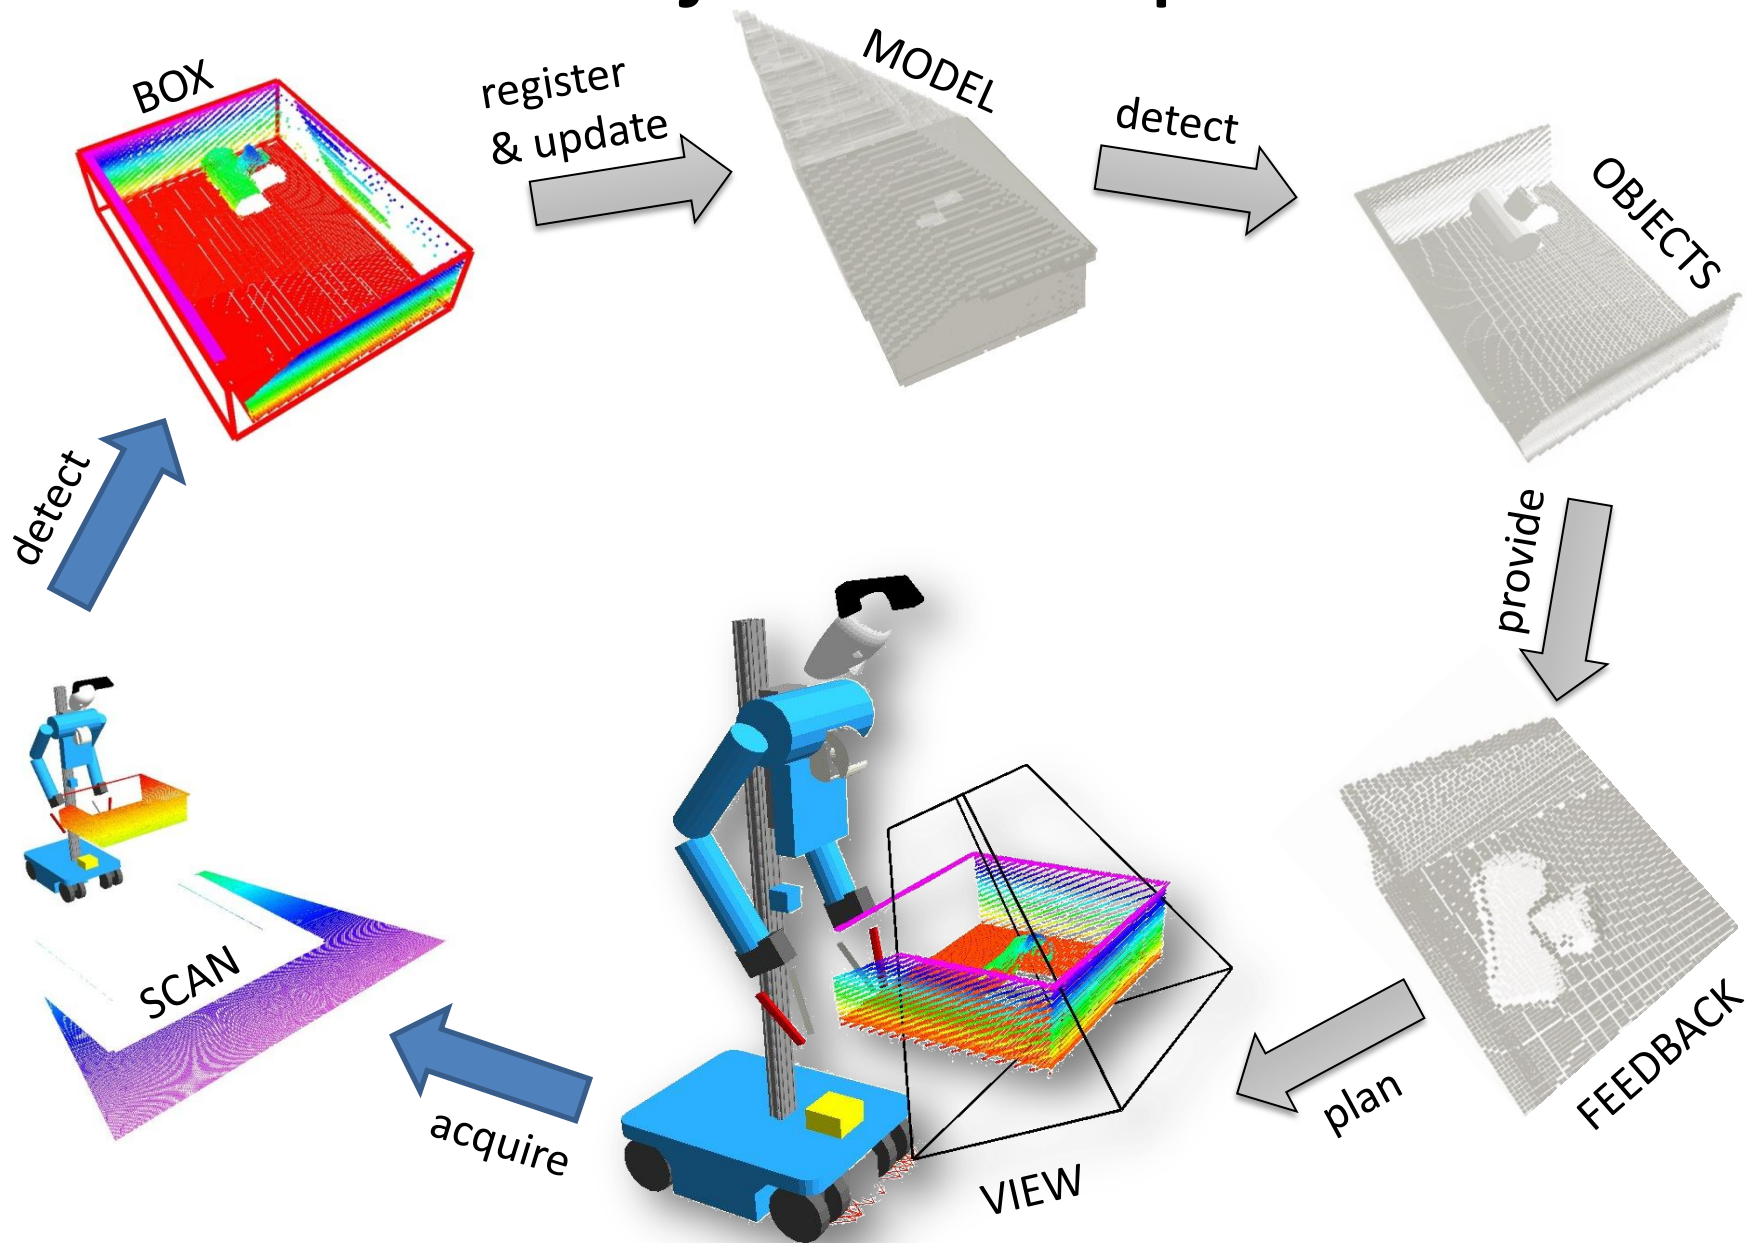 BOX
register
& update
MODEL
detect
OBJECTS
provide
FEEDBACK
plan
VIEW
acquire
SCAN
detect